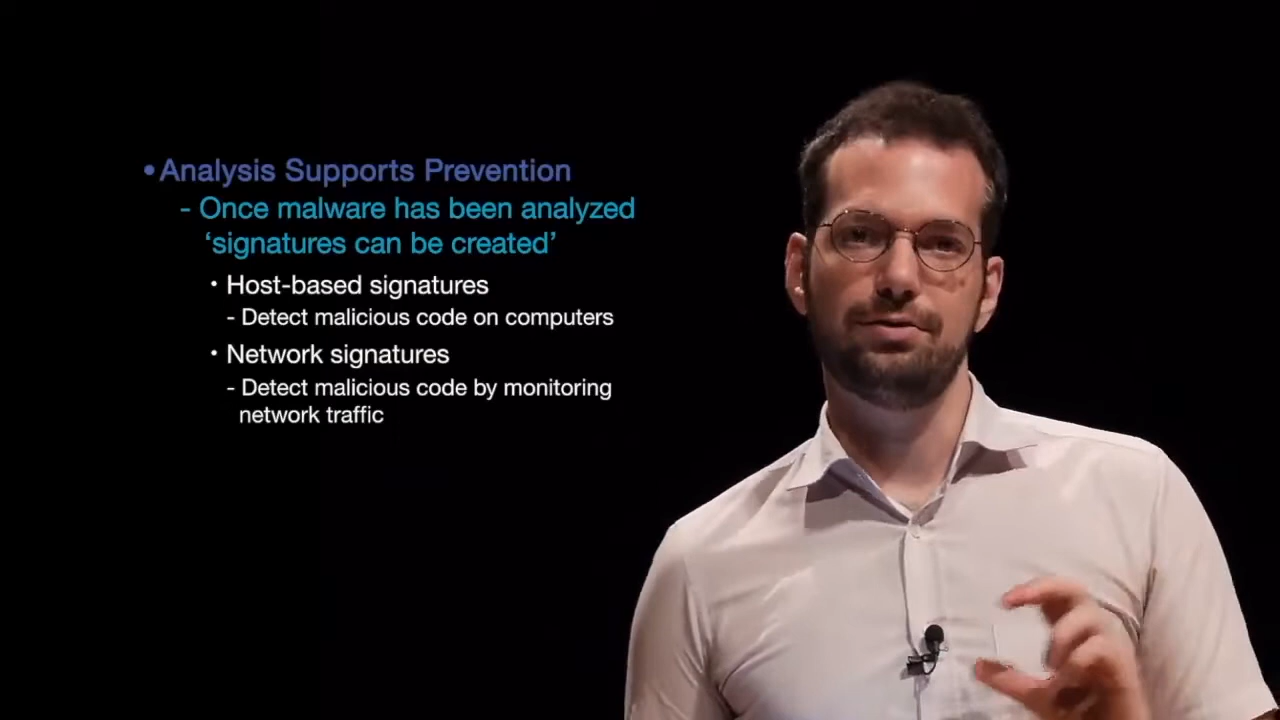 •Analysis Supports Prevention
- Once malware has been analyzed
‘signatures can be created’
• Host-based signatures
- Detect malicious code on computers
• Network signatures
- Detect malicious code by monitoring
network traffic